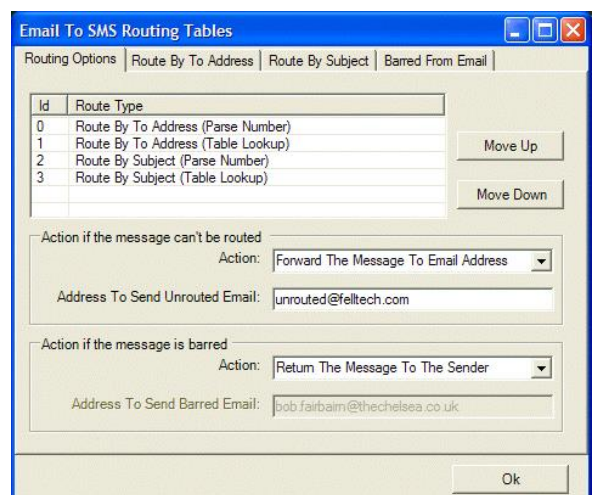 Email To SMS Routing Tables
Routing Options Route By To Address Route By Subject Barred From Email
Id Route Type
0 Route By To Address (Parse Number)
1 Route By To Address (Table Lookup)
2 Route By Subject (Parse Number)
3 Route By Subject (Table Lookup)
Move Up
Move Down
Action if the message can't be routed
Action: Forward The Message To Email Address
Address To Send Unrouted Email: unrouted@felltech.com
Action if the message is barred
Action: Return The Message To The Sender
Address To Send Barred Email: bob.fairbairn@thechelsea.co.uk
Ok